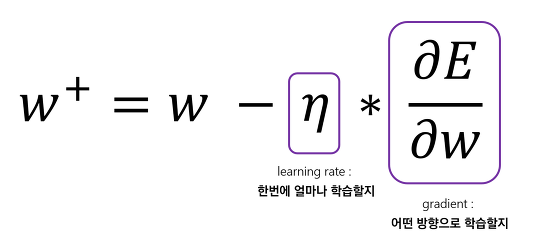 w⁺ = w − η * ∂E/∂w
learning rate :
한번에 얼마나 학습할지
gradient :
어떤 방향으로 학습할지